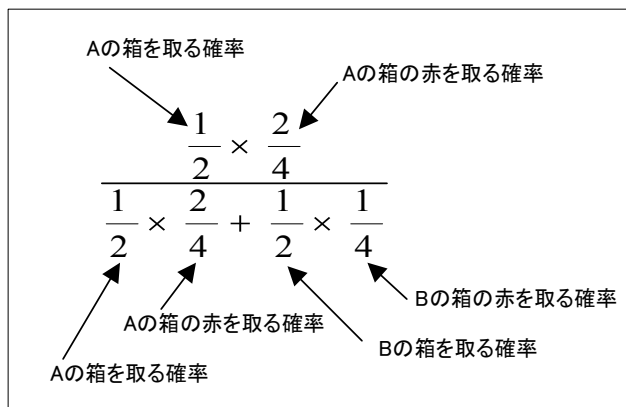 Aの箱を取る確率
Aの箱の赤を取る確率
1/2 × 2/4
1/2 × 2/4 + 1/2 × 1/4
Bの箱の赤を取る確率
Aの箱の赤を取る確率
Bの箱を取る確率
Aの箱を取る確率